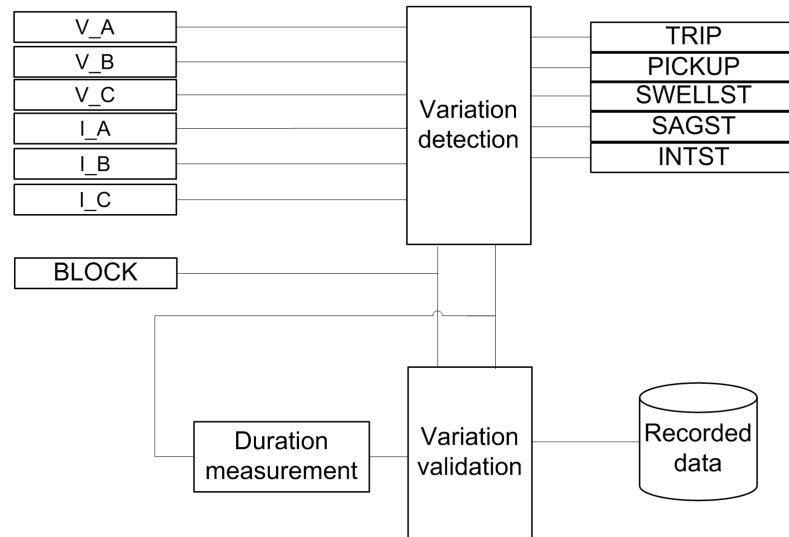 V_A
V_B
V_C
I_A
I_B
I_C
BLOCK
Variation
detection
TRIP
PICKUP
SWELLST
SAGST
INTST
Duration
measurement
Variation
validation
Recorded
data